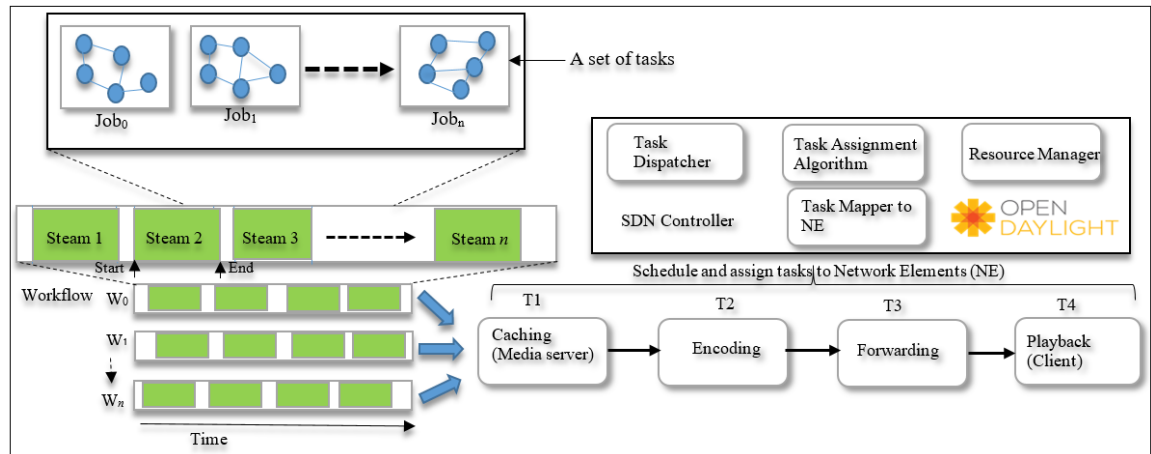 Job0
Job1
Jobn
A set of tasks
Task
Dispatcher
Task Assignment
Algorithm
Resource Manager
SDN Controller
Task Mapper to
NE
OPEN
DAYLIGHT
Steam 1
Steam 2
Steam 3
Steam n
Start
End
Schedule and assign tasks to Network Elements (NE)
Workflow
W0
W1
Wn
Time
T1
T2
T3
T4
Caching
(Media server)
Encoding
Forwarding
Playback
(Client)